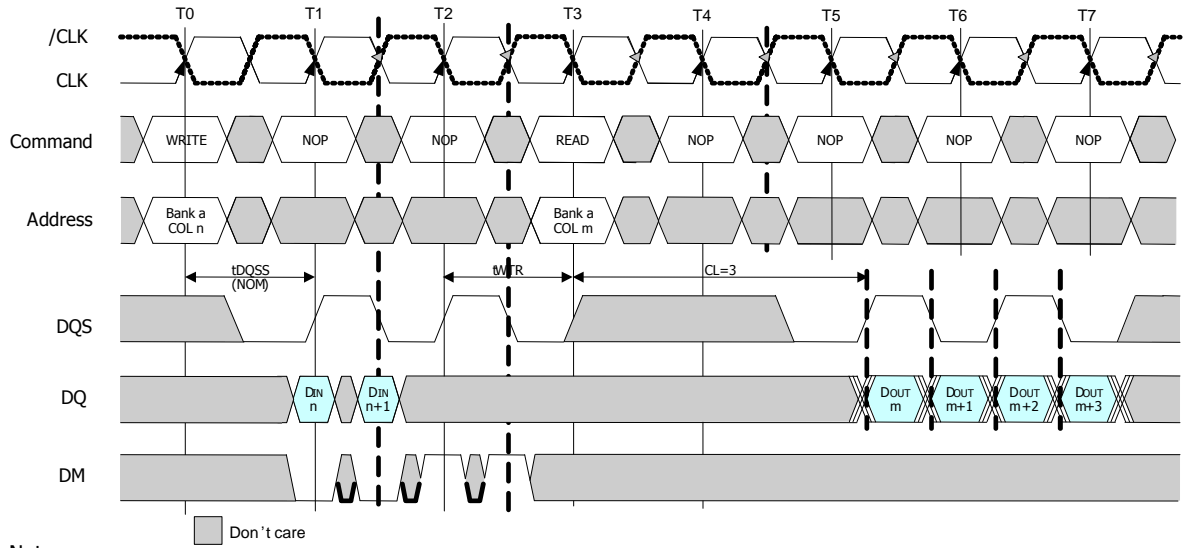 T0 T1 T2 T3 T4 T5 T6 T7
/CLK
CLK
Command WRITE NOP NOP READ NOP NOP NOP NOP
Address Bank a COL n Bank a COL m
tDQSS (NOM) tWTR CL=3
DQS
DQ DIN n DIN n+1 DOUT m DOUT m+1 DOUT m+2 DOUT m+3
DM
Don't care